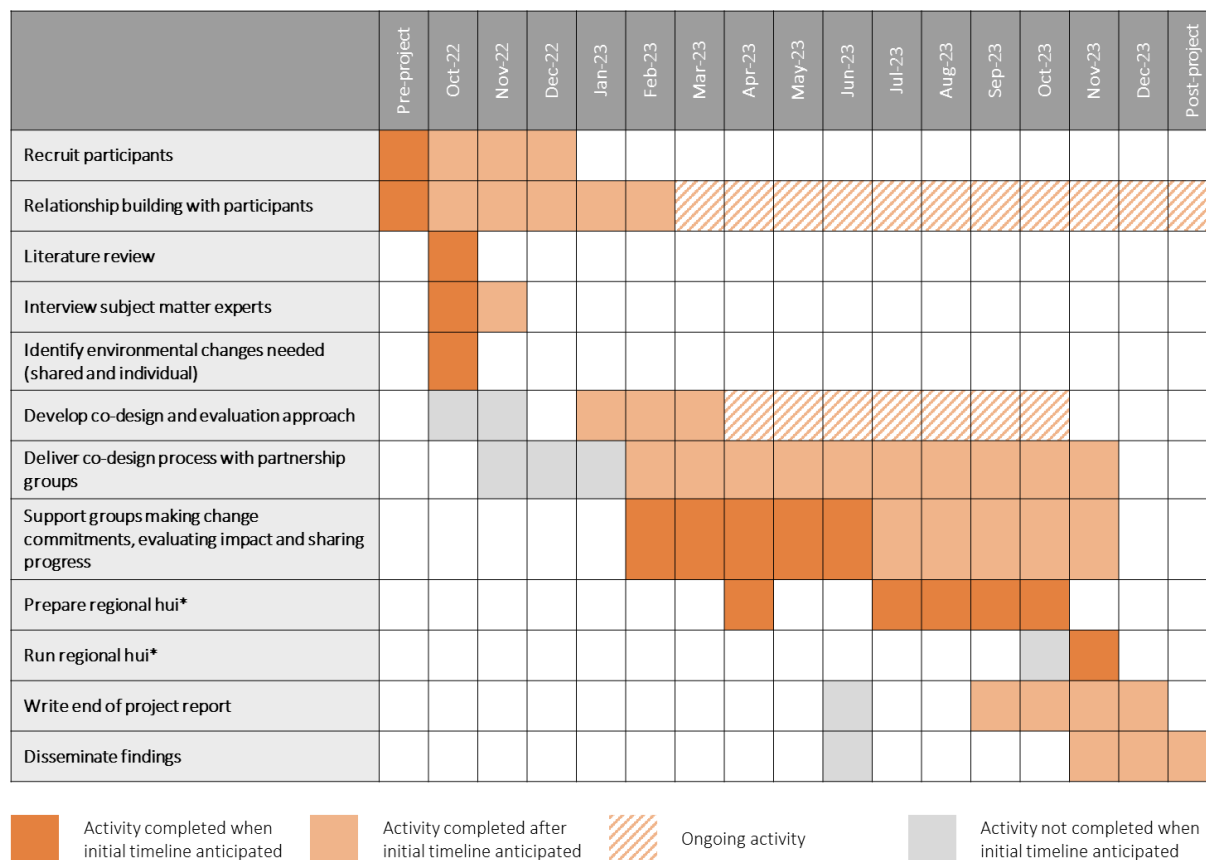 Pre-project
Oct-22
Nov-22
Dec-22
Jan-23
Feb-23
Mar-23
Apr-23
May-23
Jun-23
Jul-23
Aug-23
Sep-23
Oct-23
Nov-23
Dec-23
Post-project
Recruit participants
Relationship building with participants
Literature review
Interview subject matter experts
Identify environmental changes needed
(shared and individual)
Develop co-design and evaluation approach
Deliver co-design process with partnership
groups
Support groups making change
commitments, evaluating impact and sharing
progress
Prepare regional hui*
Run regional hui*
Write end of project report
Disseminate findings
Activity completed when
initial timeline anticipated
Activity completed after
initial timeline anticipated
Ongoing activity
Activity not completed when
initial timeline anticipated